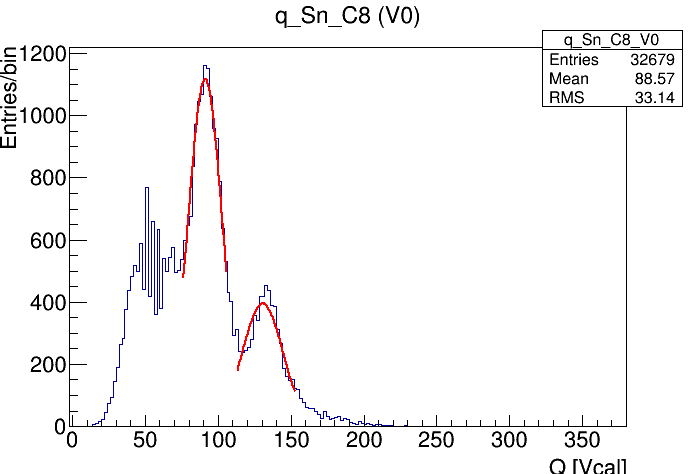 q_Sn_C8 (V0)
q_Sn_C8_V0
Entries 32679
Mean 88.57
RMS 33.14
Entries/bin
1200
1000
800
600
400
200
0
0 50 100 150 200 250 300 350
Q [Vcal]